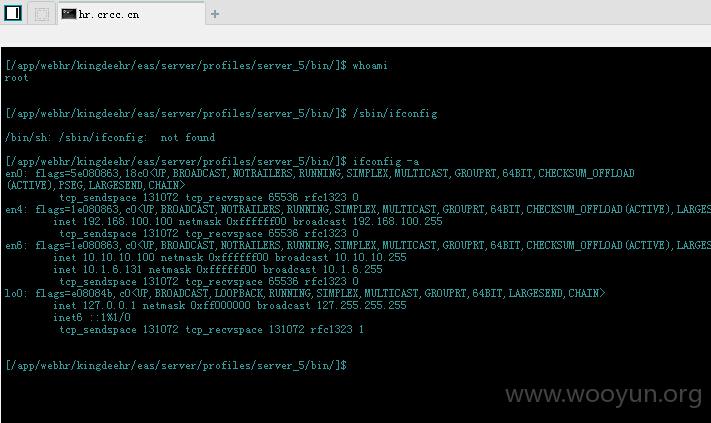 hr.crcc.cn
[/app/webhr/kingdeehr/eas/server/profiles/server_5/bin/]$ whoami
root
[/app/webhr/kingdeehr/eas/server/profiles/server_5/bin/]$ /sbin/ifconfig
/bin/sh: /sbin/ifconfig:  not found
[/app/webhr/kingdeehr/eas/server/profiles/server_5/bin/]$ ifconfig -a
en0: flags=5e080863,18c0<UP,BROADCAST,NOTRAILERS,RUNNING,SIMPLEX,MULTICAST,GROUPRT,64BIT,CHECKSUM_OFFLOAD
(ACTIVE),PSEG,LARGESEND,CHAIN>
tcp_sendspace 131072 tcp_recvspace 65536 rfc1323 0
en4: flags=1e080863,c0<UP,BROADCAST,NOTRAILERS,RUNNING,SIMPLEX,MULTICAST,GROUPRT,64BIT,CHECKSUM_OFFLOAD(ACTIVE),LARGES
inet 192.168.100.100 netmask 0xffffff00 broadcast 192.168.100.255
tcp_sendspace 131072 tcp_recvspace 65536 rfc1323 0
en6: flags=1e080863,c0<UP,BROADCAST,NOTRAILERS,RUNNING,SIMPLEX,MULTICAST,GROUPRT,64BIT,CHECKSUM_OFFLOAD(ACTIVE),LARGES
inet 10.10.10.100 netmask 0xffffff00 broadcast 10.10.10.255
inet 10.1.6.131 netmask 0xffffff00 broadcast 10.1.6.255
tcp_sendspace 131072 tcp_recvspace 65536 rfc1323 0
lo0: flags=e08084b,c0<UP,BROADCAST,LOOPBACK,RUNNING,SIMPLEX,MULTICAST,GROUPRT,64BIT,LARGESEND,CHAIN>
inet 127.0.0.1 netmask 0xff000000 broadcast 127.255.255.255
inet6 ::1%1/0
tcp_sendspace 131072 tcp_recvspace 131072 rfc1323 1
[/app/webhr/kingdeehr/eas/server/profiles/server_5/bin/]$
www.wooyun.org